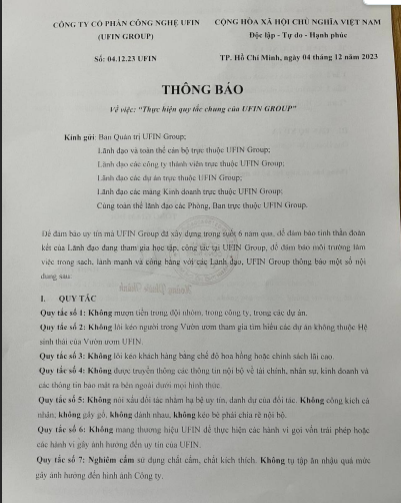 CÔNG TY CỔ PHẦN CÔNG NGHỆ UFIN
(UFIN GROUP)
Số: 04.12.23 UFIN
CỘNG HÒA XÃ HỘI CHỦ NGHĨA VIỆT NAM
Độc lập - Tự do - Hạnh phúc
TP. Hồ Chí Minh, ngày 04 tháng 12 năm 2023
THÔNG BÁO
Về việc: "Thực hiện quy tắc chung của UFIN GROUP"
Kính gửi: Ban Quản trị UFIN Group;
Lãnh đạo và toàn thể cán bộ trực thuộc UFIN Group;
Lãnh đạo các công ty thành viên trực thuộc UFIN Group;
Lãnh đạo các dự án trực thuộc UFIN Group;
Lãnh đạo các mảng Kinh doanh trực thuộc UFIN Group;
Cùng toàn thể lãnh đạo các Phòng, Ban trực thuộc UFIN Group.
Để đảm bảo uy tín mà UFIN Group đã xây dựng trong suốt 6 năm qua, để đảm bảo tinh thần đoàn
kết của Lãnh đạo đang tham gia học tập, công tác tại UFIN Group, để đảm bảo môi trường làm
việc trong sạch, lành mạnh và công bằng với các Lãnh đạo, UFIN Group thông báo một số nội
dung sau:
I. QUY TẮC
Quy tắc số 1: Không mượn tiền trong đội nhóm, trong công ty, trong các dự án.
Quy tắc số 2: Không lôi kéo người trong Vườn ươm tham gia tìm hiểu các dự án không thuộc Hệ
sinh thái của Vườn ươm UFIN.
Quy tắc số 3: Không lôi kéo khách hàng bằng chế độ hoa hồng hoặc chính sách lãi cao.
Quy tắc số 4: Không được truyền thông các thông tin nội bộ về tài chính, nhân sự, kinh doanh và
các thông tin bảo mật ra bên ngoài dưới mọi hình thức.
Quy tắc số 5: Không nói xấu đối tác nhằm hạ bệ uy tín, danh dự của đối tác. Không công kích cá
nhân; không gây gổ, không đánh nhau, không kéo bè phái chia rẽ nội bộ.
Quy tắc số 6: Không mang thương hiệu UFIN để thực hiện các hành vi gọi vốn trái phép hoặc
các hành vi gây ảnh hưởng đến uy tín của UFIN.
Quy tắc số 7: Nghiêm cấm sử dụng chất cấm, chất kích thích. Không tụ tập ăn nhậu quá mức
gây ảnh hưởng đến hình ảnh Công ty.